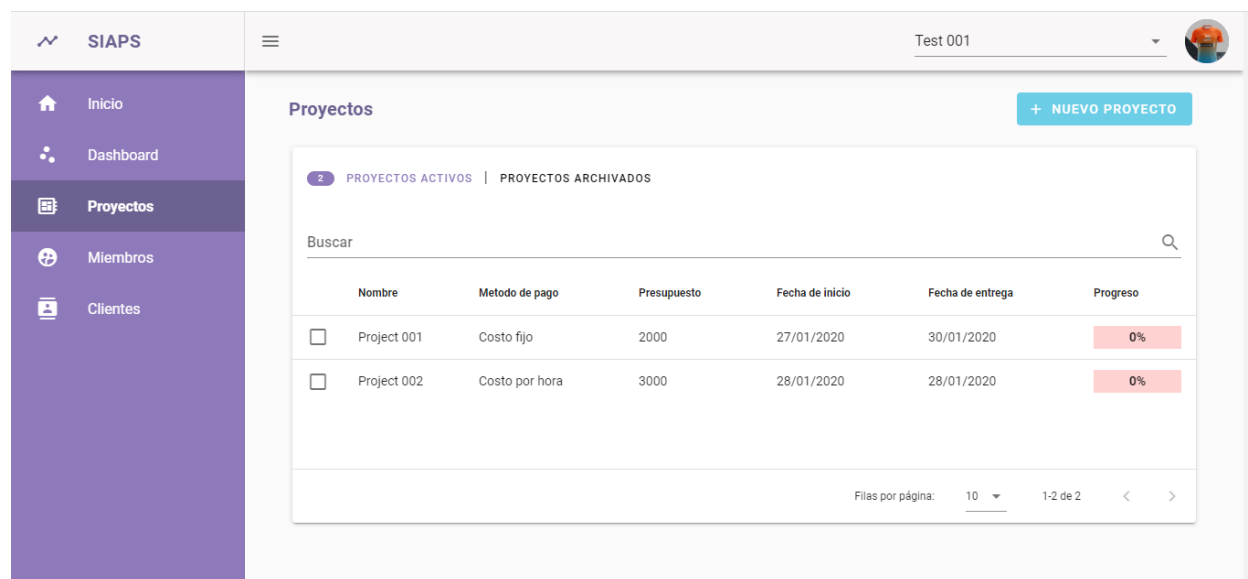 SIAPS
Test 001
Inicio
Dashboard
Proyectos
Miembros
Clientes
Proyectos
+ NUEVO PROYECTO
2 PROYECTOS ACTIVOS | PROYECTOS ARCHIVADOS
Buscar
Nombre Metodo de pago Presupuesto Fecha de inicio Fecha de entrega Progreso
Project 001 Costo fijo 2000 27/01/2020 30/01/2020 0%
Project 002 Costo por hora 3000 28/01/2020 28/01/2020 0%
Filas por página: 10 1-2 de 2